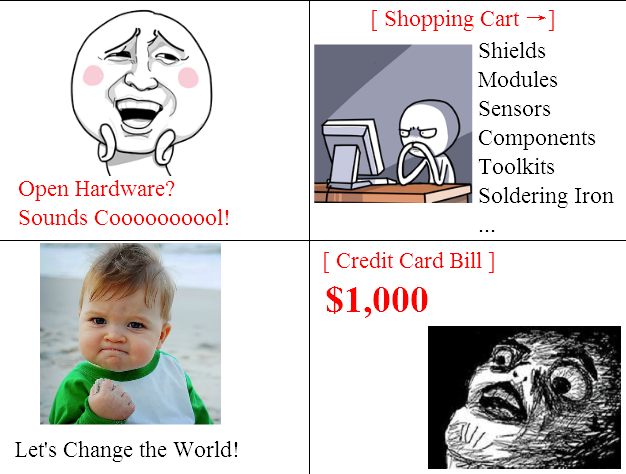 Open Hardware?
Sounds Coooooooool!
[ Shopping Cart →]
Shields
Modules
Sensors
Components
Toolkits
Soldering Iron
...
Let's Change the World!
[ Credit Card Bill ]
$1,000